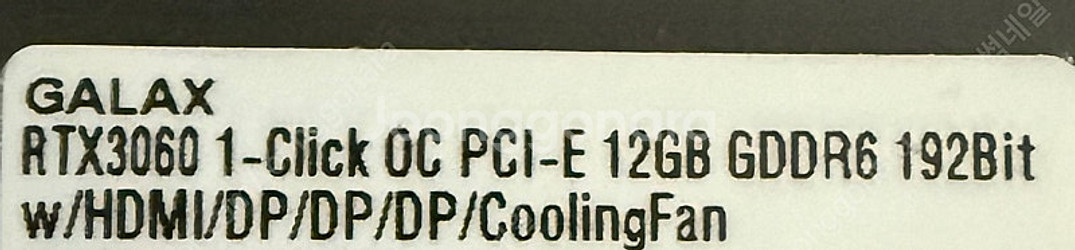 GALAX
RTX3060 1-Click OC PCI-E 12GB GDDR6 192Bit
w/HDMI/DP/DP/DP/CoolingFan